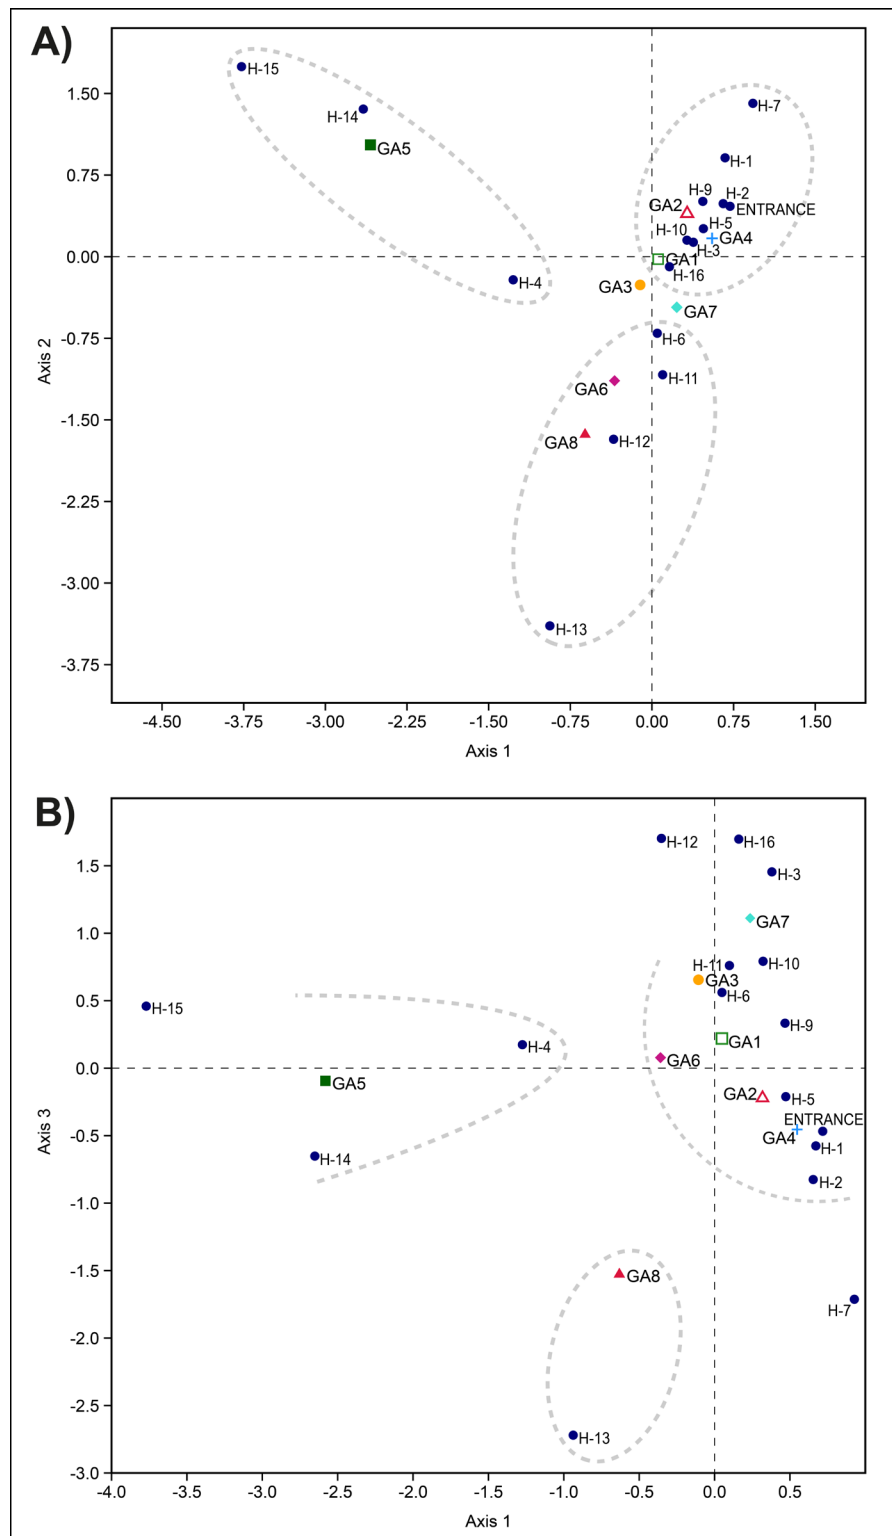 A)
H-15
1.50
H-7
H-14
GA5
H-1
0.75
H-9
H-2
GA2
ENTRANCE
H-5
H-10
GA4
H-3
0.00
GA1
H-16
H-4
GA3
GA7
-0.75
H-6
H-11
GA6
-1.50
GA8
H-12
-2.25
-3.00
H-13
-3.75
Axis 2
-4.50 -3.75 -3.00 -2.25 -1.50 -0.75 0.00 0.75 1.50
Axis 1
B)
H-12
H-16
1.5
H-3
GA7
1.0
H-11
H-10
GA3
H-6
0.5
H-15
H-9
GA1
H-4
GA6
0.0
GA5
GA2
H-5
ENTRANCE
GA4
-0.5
H-1
H-14
H-2
-1.0
-1.5
GA8
H-7
-2.0
-2.5
H-13
-3.0
Axis 3
-4.0 -3.5 -3.0 -2.5 -2.0 -1.5 -1.0 -0.5 0.0 0.5
Axis 1